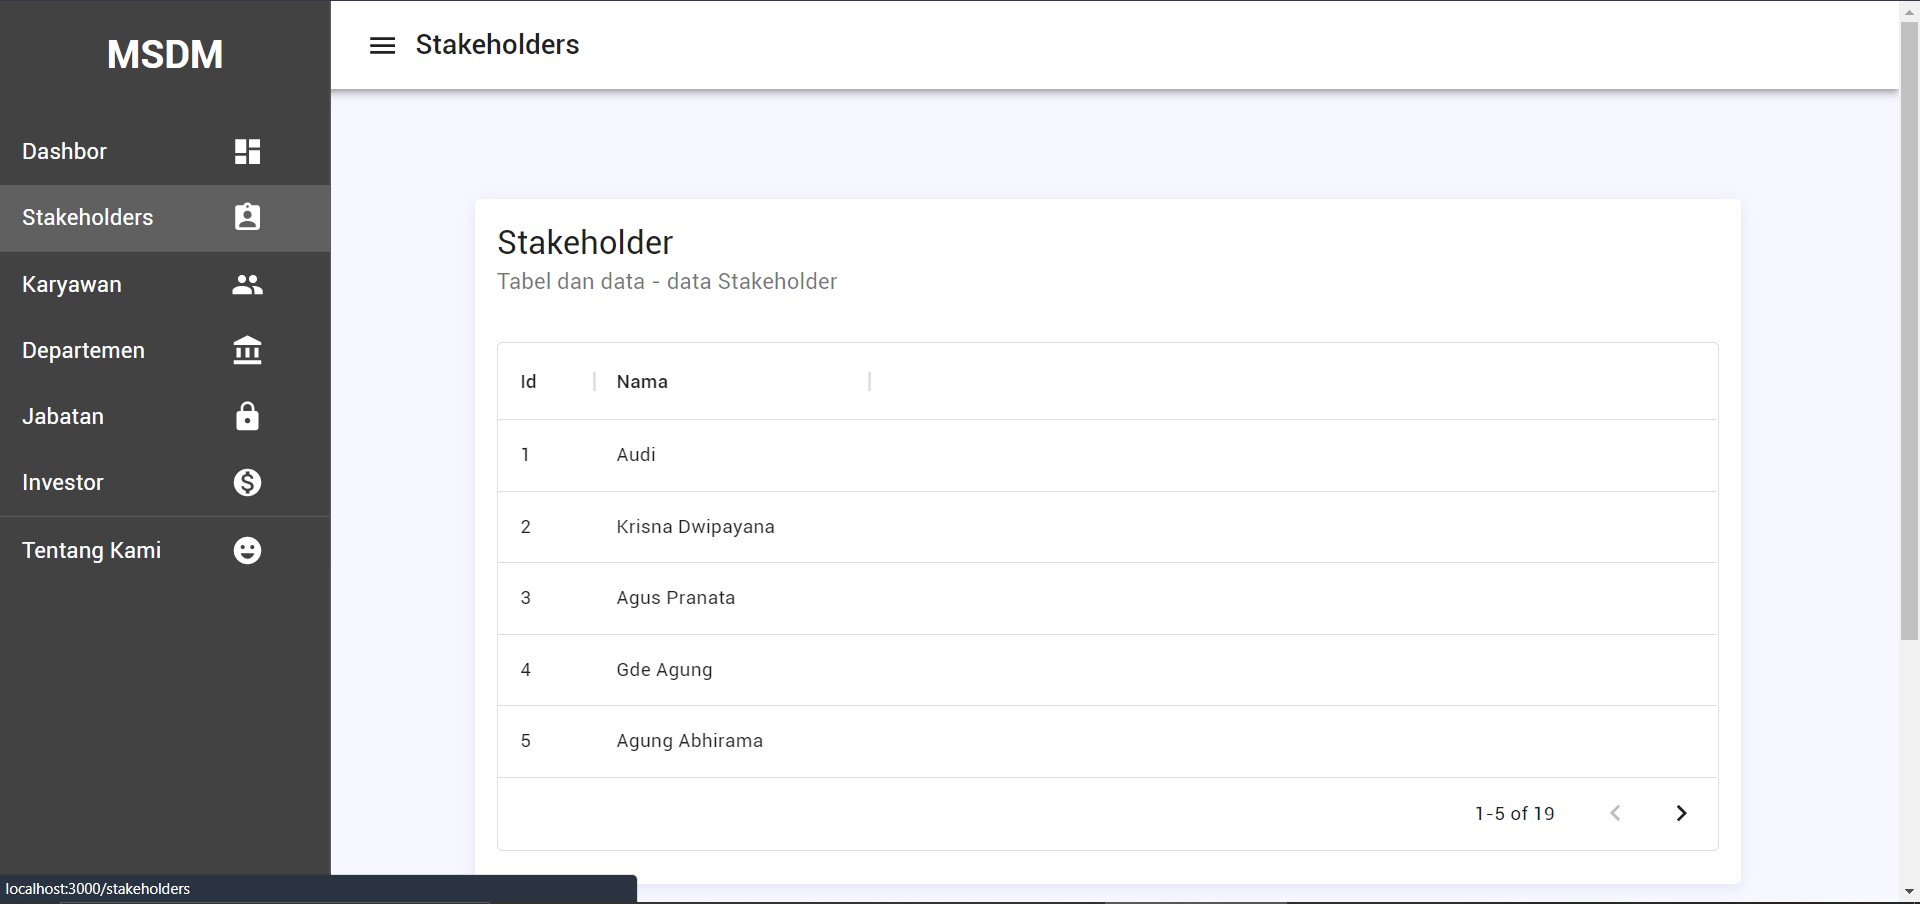 MSDM
Stakeholders
Dashbor
Stakeholders
Karyawan
Departemen
Jabatan
Investor
Tentang Kami
Stakeholder
Tabel dan data - data Stakeholder
Id Nama
1 Audi
2 Krisna Dwipayana
3 Agus Pranata
4 Gde Agung
5 Agung Abhirama
1-5 of 19
localhost:3000/stakeholders